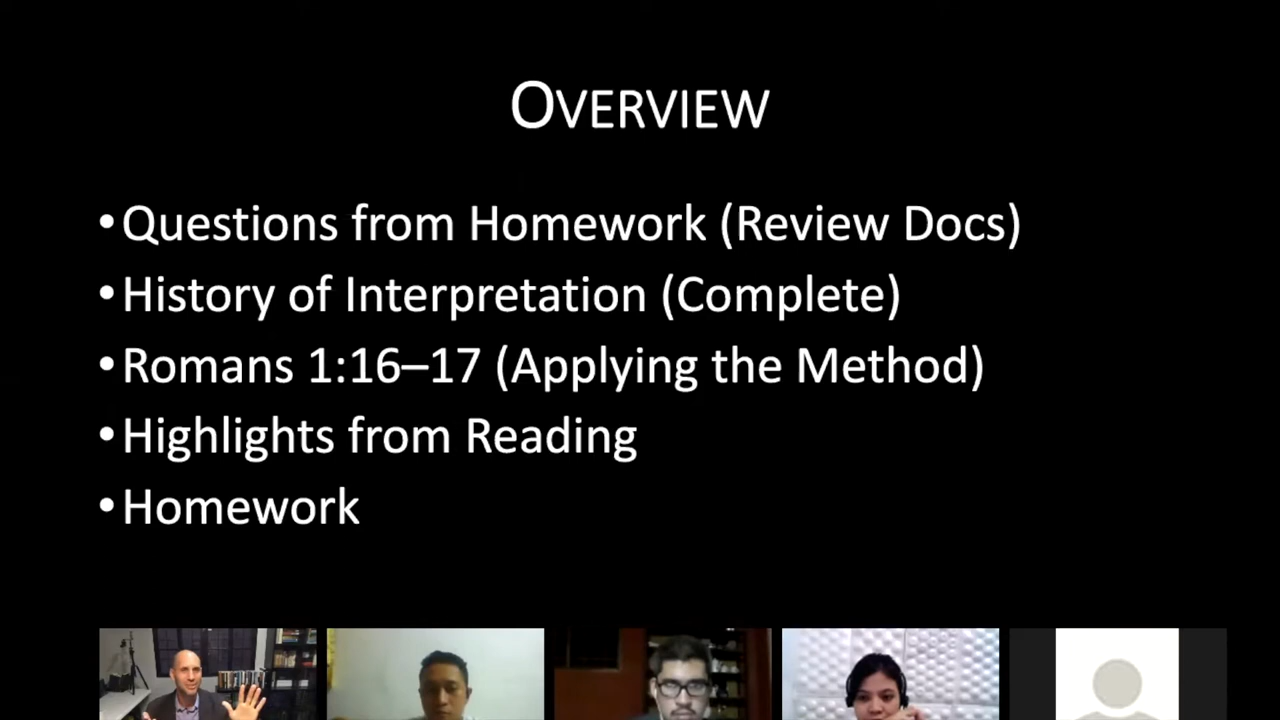 OVERVIEW
•Questions from Homework (Review Docs)
•History of Interpretation (Complete)
•Romans 1:16–17 (Applying the Method)
•Highlights from Reading
•Homework